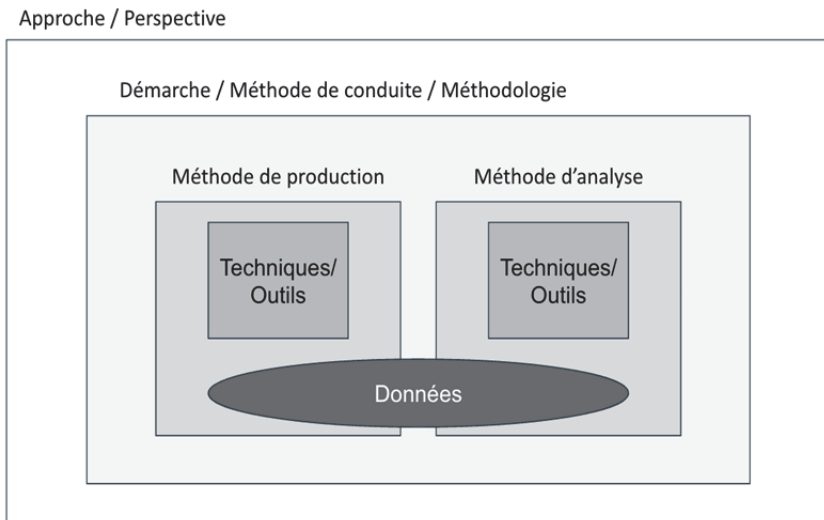 Approche / Perspective
Démarche / Méthode de conduite / Méthodologie
Méthode de production
Méthode d’analyse
Techniques/
Outils
Techniques/
Outils
Données